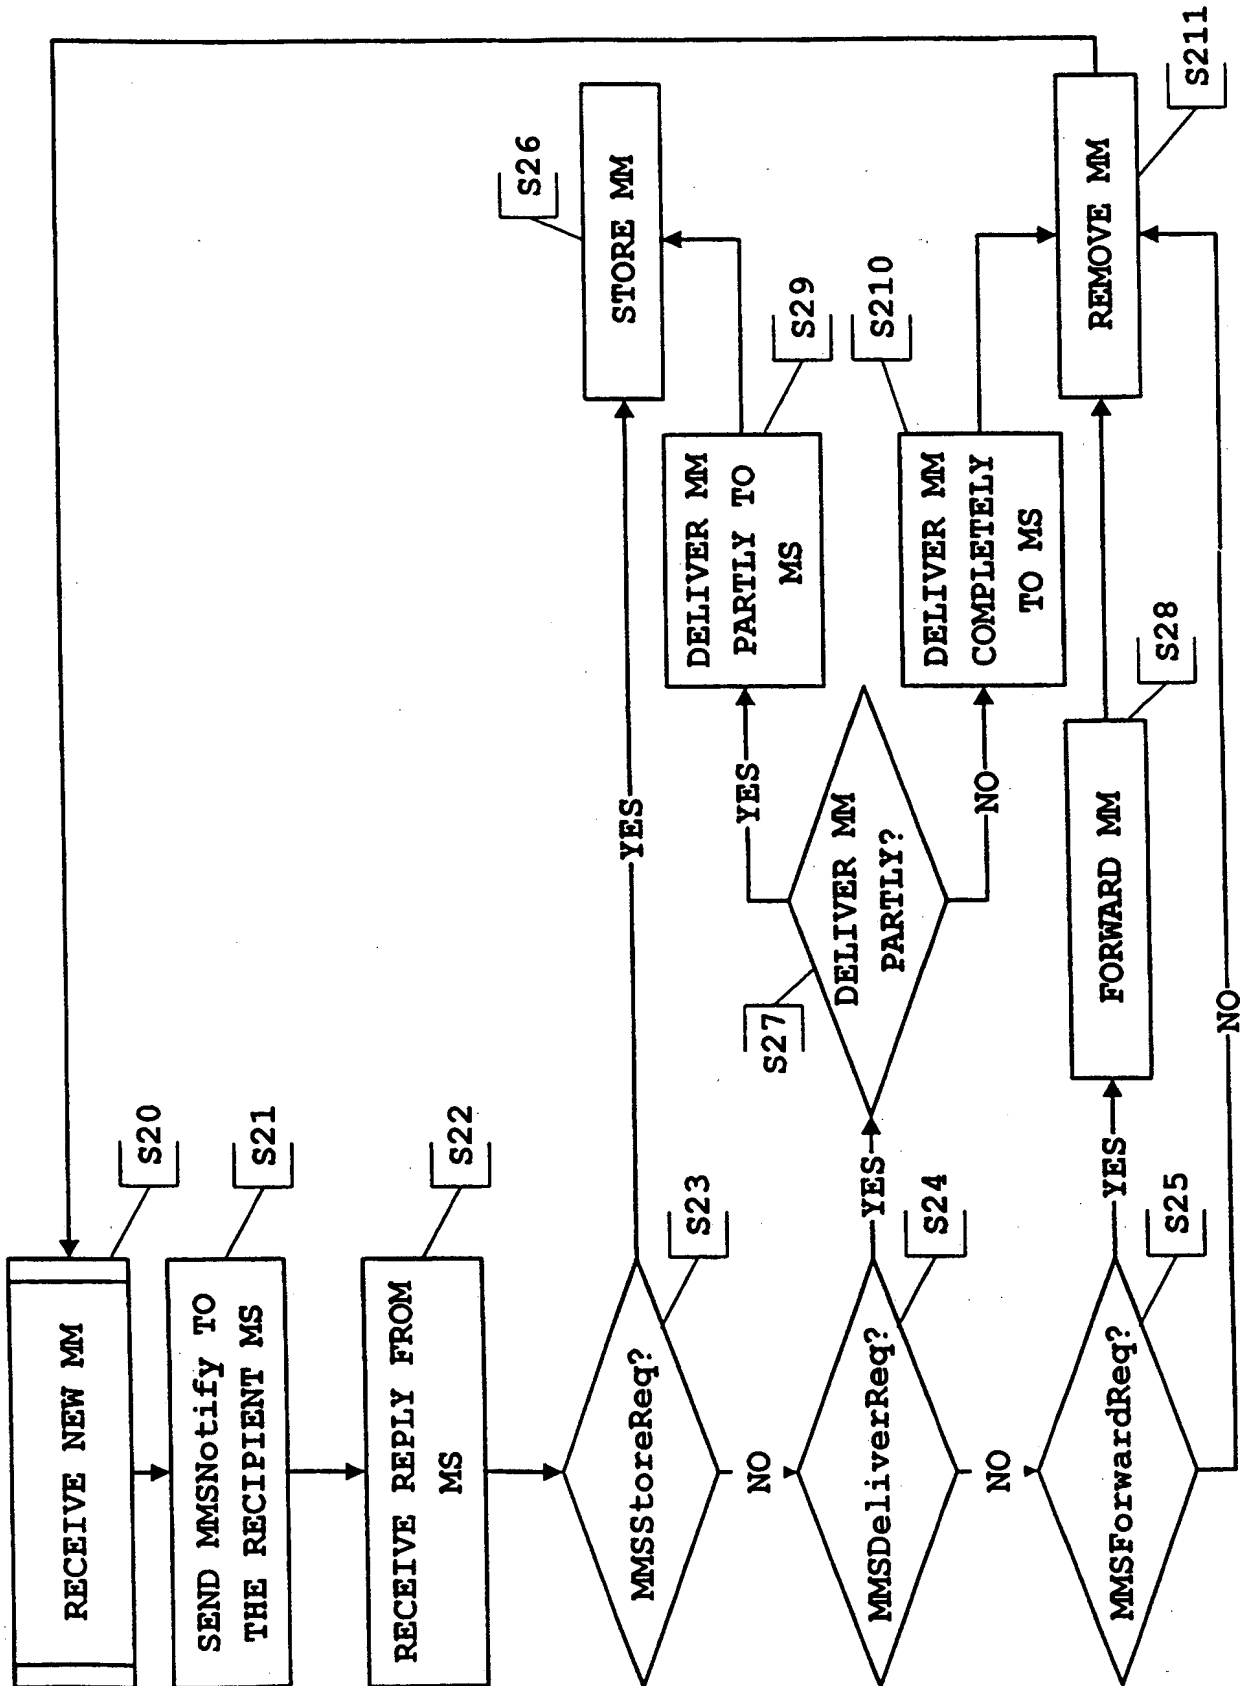 RECEIVE NEW MM
S20
SEND MMSNotify TO
THE RECIPIENT MS
S21
RECEIVE REPLY FROM
MS
S22
MMSStoreReq?
S23
YES
NO
STORE MM
S26
MMSDeliverReq?
S24
YES
NO
DELIVER MM
PARTLY?
S27
YES
NO
DELIVER MM
PARTLY TO
MS
S29
DELIVER MM
COMPLETELY
TO MS
S210
MMSForwardReq?
S25
YES
NO
FORWARD MM
S28
REMOVE MM
S211